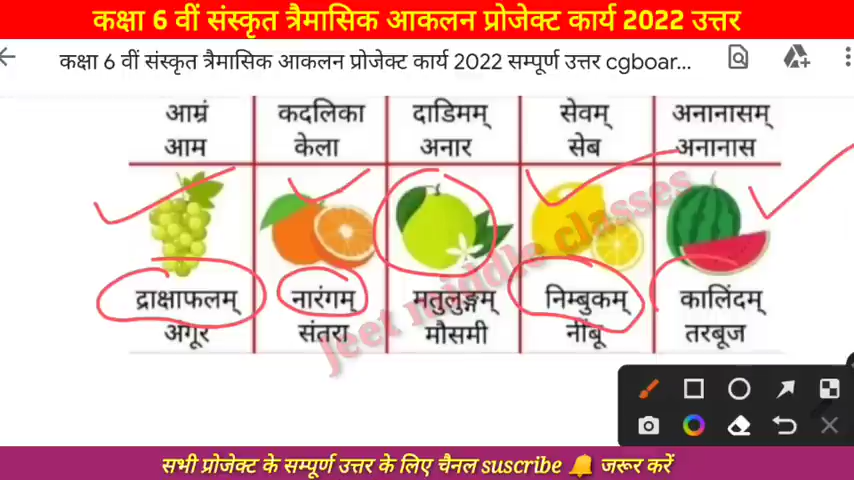 कक्षा 6 वीं संस्कृत त्रैमासिक आकलन प्रोजेक्ट कार्य 2022 उत्तर
कक्षा 6 वीं संस्कृत त्रैमासिक आकलन प्रोजेक्ट कार्य 2022 सम्पूर्ण उत्तर cgboar...
आम्रं कदलिका दाडिमम् सेवम् अनानासम्
आम केला अनार सेब अनानास
द्राक्षाफलम् नारंगम् मतुलुङ्गम् निम्बुकम् कालिंदम्
अंगूर संतरा मौसमी नींबू तरबूज
Jeet middle classes
सभी प्रोजेक्ट के सम्पूर्ण उत्तर के लिए चैनल suscribe 🔔 जरूर करें